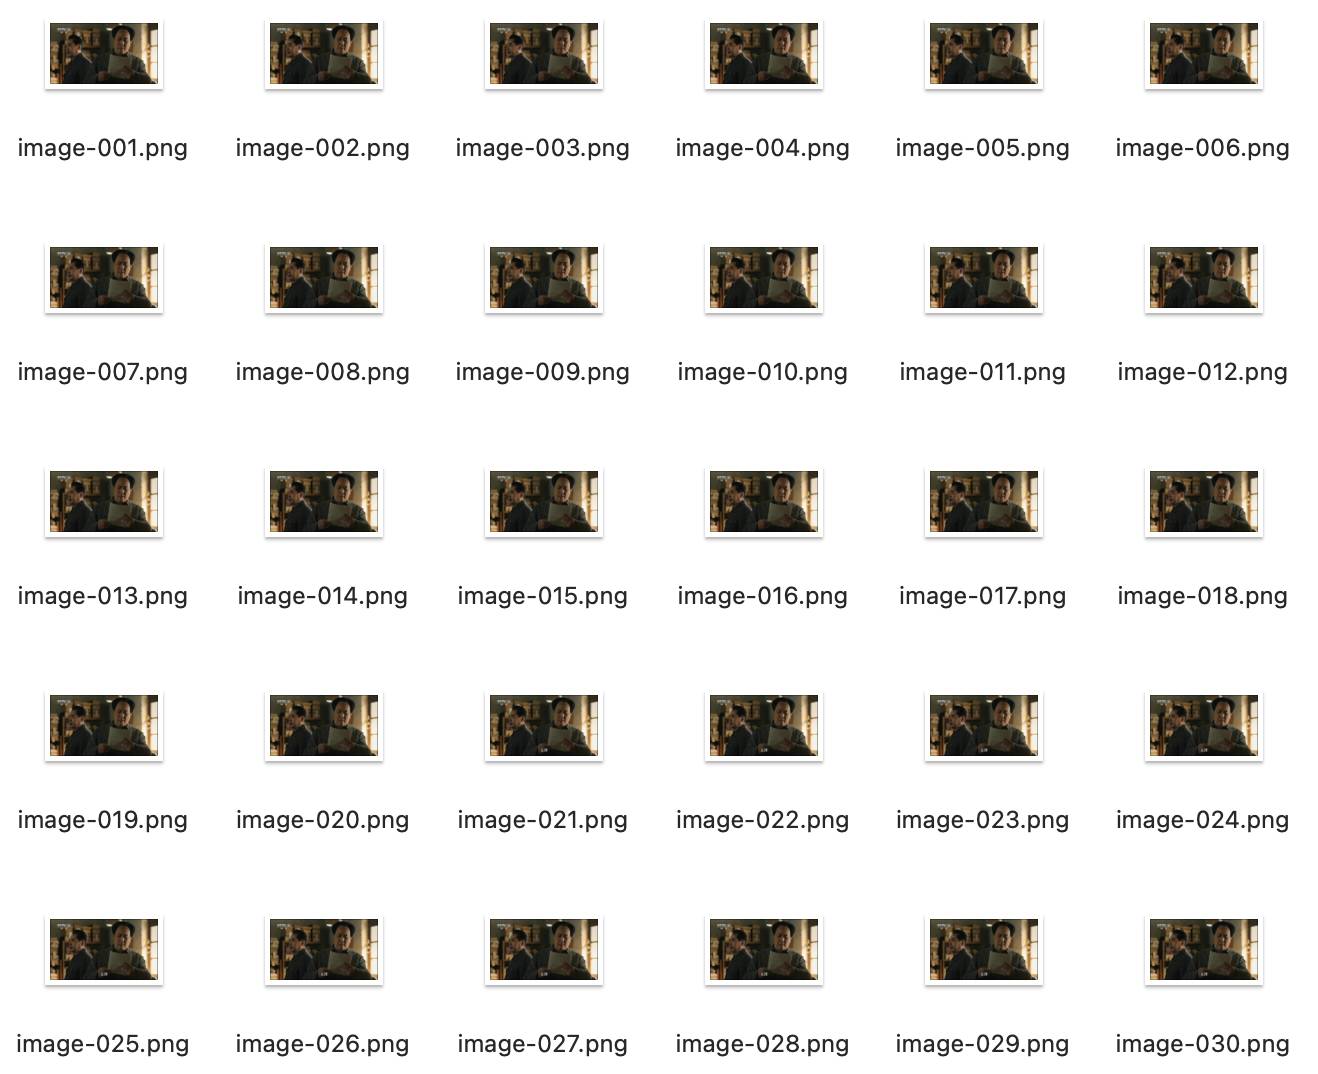 image-001.png image-002.png image-003.png image-004.png image-005.png image-006.png
image-007.png image-008.png image-009.png image-010.png image-011.png image-012.png
image-013.png image-014.png image-015.png image-016.png image-017.png image-018.png
image-019.png image-020.png image-021.png image-022.png image-023.png image-024.png
image-025.png image-026.png image-027.png image-028.png image-029.png image-030.png